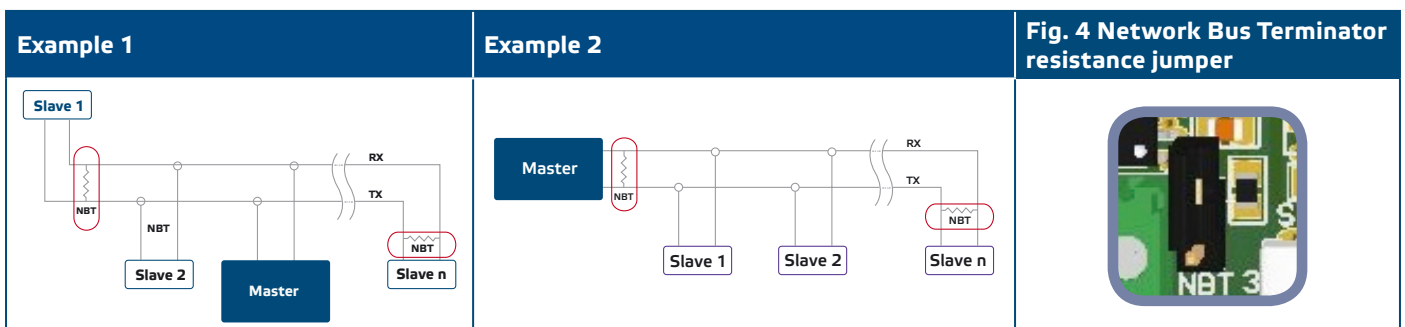 Example 1
Slave 1
RX
TX
NBT
NBT
NBT
Slave 2
Master
Slave n
Example 2
Master
RX
TX
NBT
NBT
Slave 1
Slave 2
Slave n
Fig. 4 Network Bus Terminator
resistance jumper
NBT 3
S